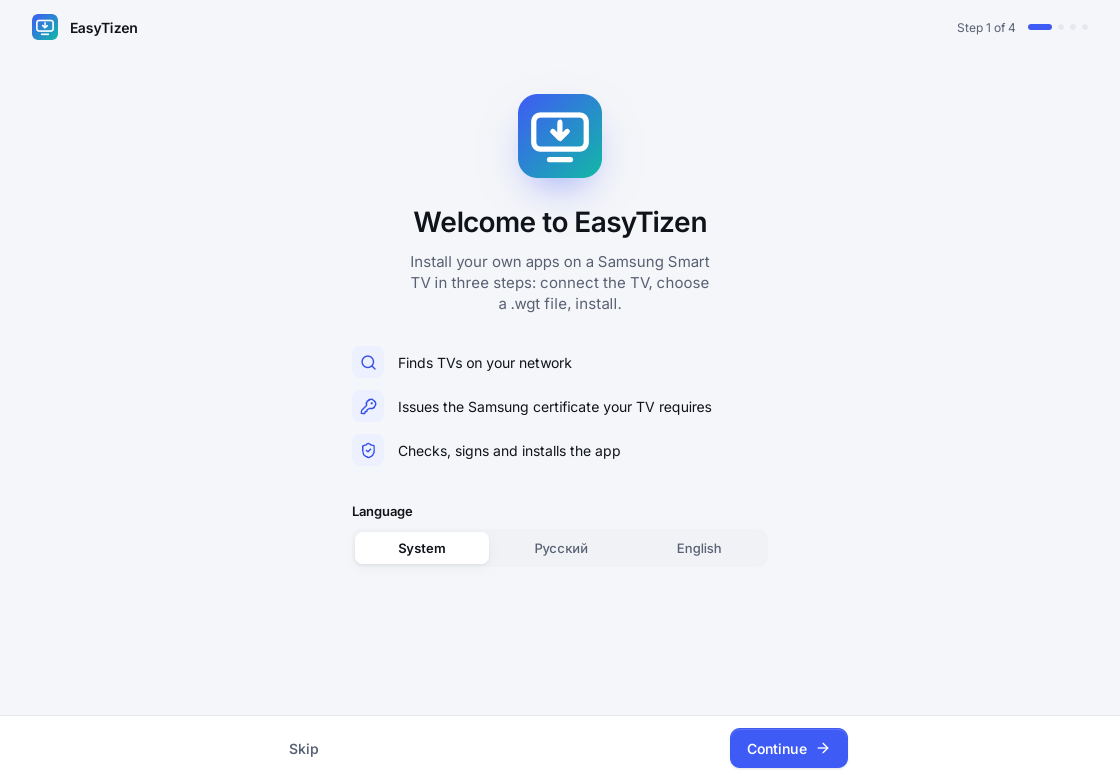 EasyTizen
Step 1 of 4
Welcome to EasyTizen
Install your own apps on a Samsung Smart
TV in three steps: connect the TV, choose
a .wgt file, install.
Finds TVs on your network
Issues the Samsung certificate your TV requires
Checks, signs and installs the app
Language
System
Русский
English
Skip
Continue